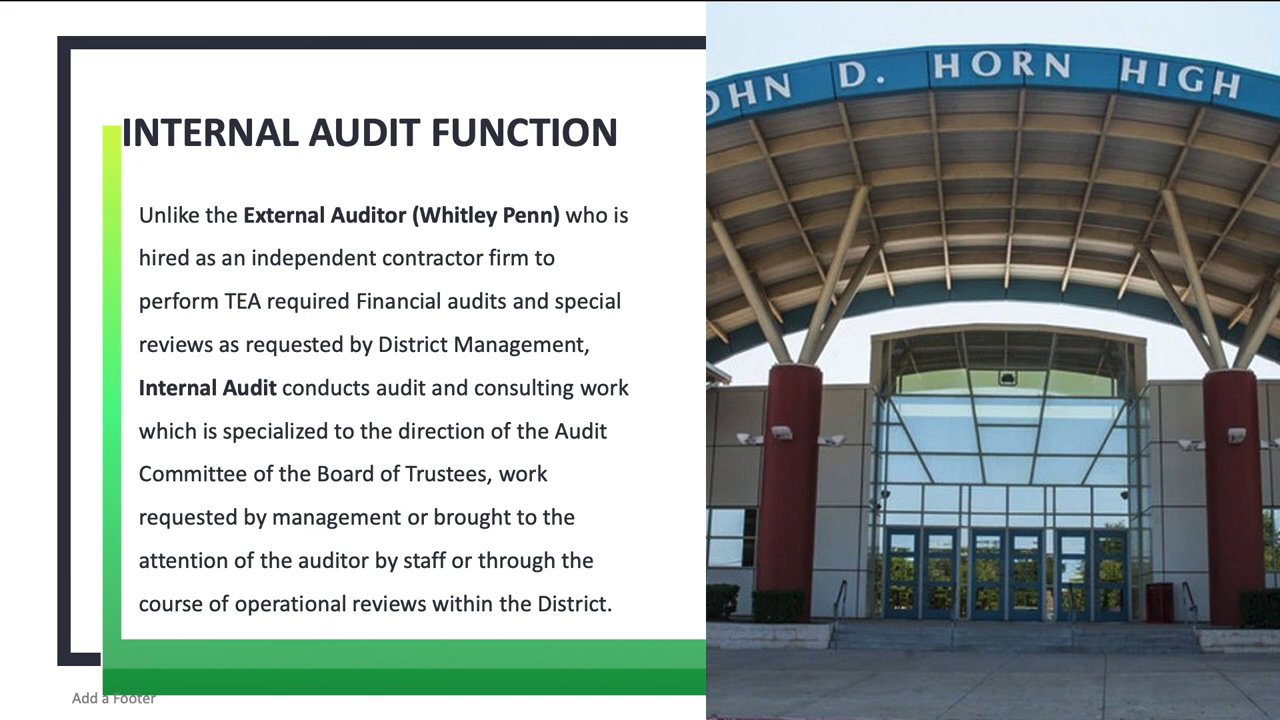 INTERNAL AUDIT FUNCTION
Unlike the External Auditor (Whitley Penn) who is
hired as an independent contractor firm to
perform TEA required Financial audits and special
reviews as requested by District Management,
Internal Audit conducts audit and consulting work
which is specialized to the direction of the Audit
Committee of the Board of Trustees, work
requested by management or brought to the
attention of the auditor by staff or through the
course of operational reviews within the District.
Add a Footer
OHN D. HORN HIGH